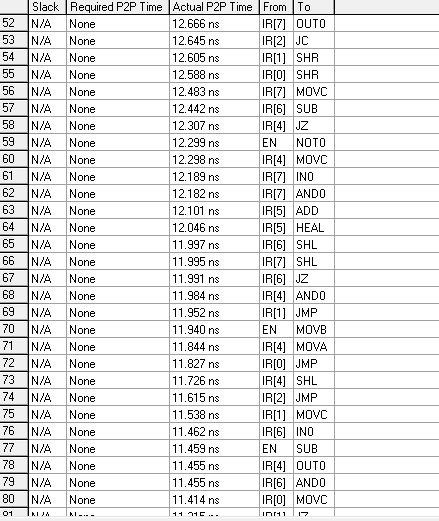 Slack Required P2P Time Actual P2P Time From To
52 N/A None 12.666 ns IR[7] OUT0
53 N/A None 12.645 ns IR[2] JC
54 N/A None 12.605 ns IR[1] SHR
55 N/A None 12.588 ns IR[0] SHR
56 N/A None 12.483 ns IR[7] MOVC
57 N/A None 12.442 ns IR[6] SUB
58 N/A None 12.307 ns IR[4] JZ
59 N/A None 12.299 ns EN NOT0
60 N/A None 12.298 ns IR[4] MOVC
61 N/A None 12.189 ns IR[7] IN0
62 N/A None 12.182 ns IR[7] AND0
63 N/A None 12.101 ns IR[5] ADD
64 N/A None 12.046 ns IR[5] HEAL
65 N/A None 11.997 ns IR[6] SHL
66 N/A None 11.995 ns IR[7] SHL
67 N/A None 11.991 ns IR[6] JZ
68 N/A None 11.984 ns IR[4] AND0
69 N/A None 11.952 ns IR[1] JMP
70 N/A None 11.940 ns EN MOVB
71 N/A None 11.844 ns IR[4] MOVA
72 N/A None 11.827 ns IR[0] JMP
73 N/A None 11.726 ns IR[4] SHL
74 N/A None 11.615 ns IR[2] JMP
75 N/A None 11.538 ns IR[1] MOVC
76 N/A None 11.462 ns IR[6] IN0
77 N/A None 11.459 ns EN SUB
78 N/A None 11.455 ns IR[4] OUT0
79 N/A None 11.455 ns IR[6] AND0
80 N/A None 11.414 ns IR[0] MOVC
81 N/A None IR[1] JZ